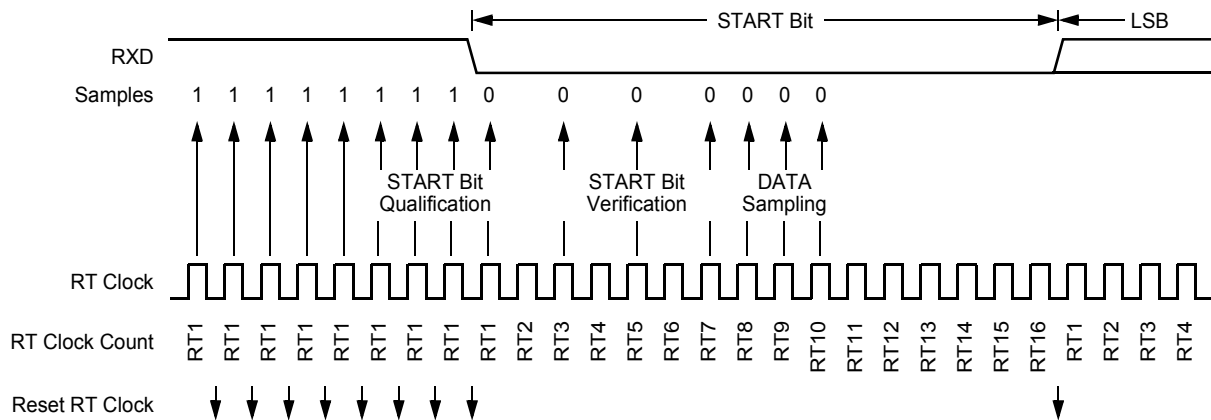 START Bit LSB
RXD
Samples 1 1 1 1 1 1 1 1 0 0 0 0 0 0 0
START Bit Qualification
START Bit Verification
DATA Sampling
RT Clock
RT Clock Count RT1 RT1 RT1 RT1 RT1 RT1 RT1 RT1 RT1 RT2 RT3 RT4 RT5 RT6 RT7 RT8 RT9 RT10 RT11 RT12 RT13 RT14 RT15 RT16 RT1 RT2 RT3 RT4
Reset RT Clock